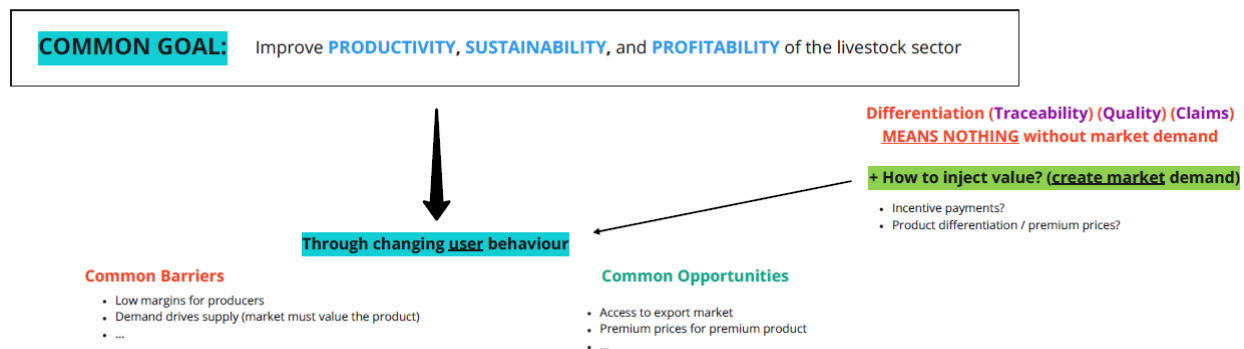 COMMON GOAL: Improve PRODUCTIVITY, SUSTAINABILITY, and PROFITABILITY of the livestock sector
Differentiation (Traceability) (Quality) (Claims)
MEANS NOTHING without market demand
+ How to inject value? (create market demand)
• Incentive payments?
• Product differentiation / premium prices?
Through changing user behaviour
Common Barriers
• Low margins for producers
• Demand drives supply (market must value the product)
• ...
Common Opportunities
• Access to export market
• Premium prices for premium product
• ...